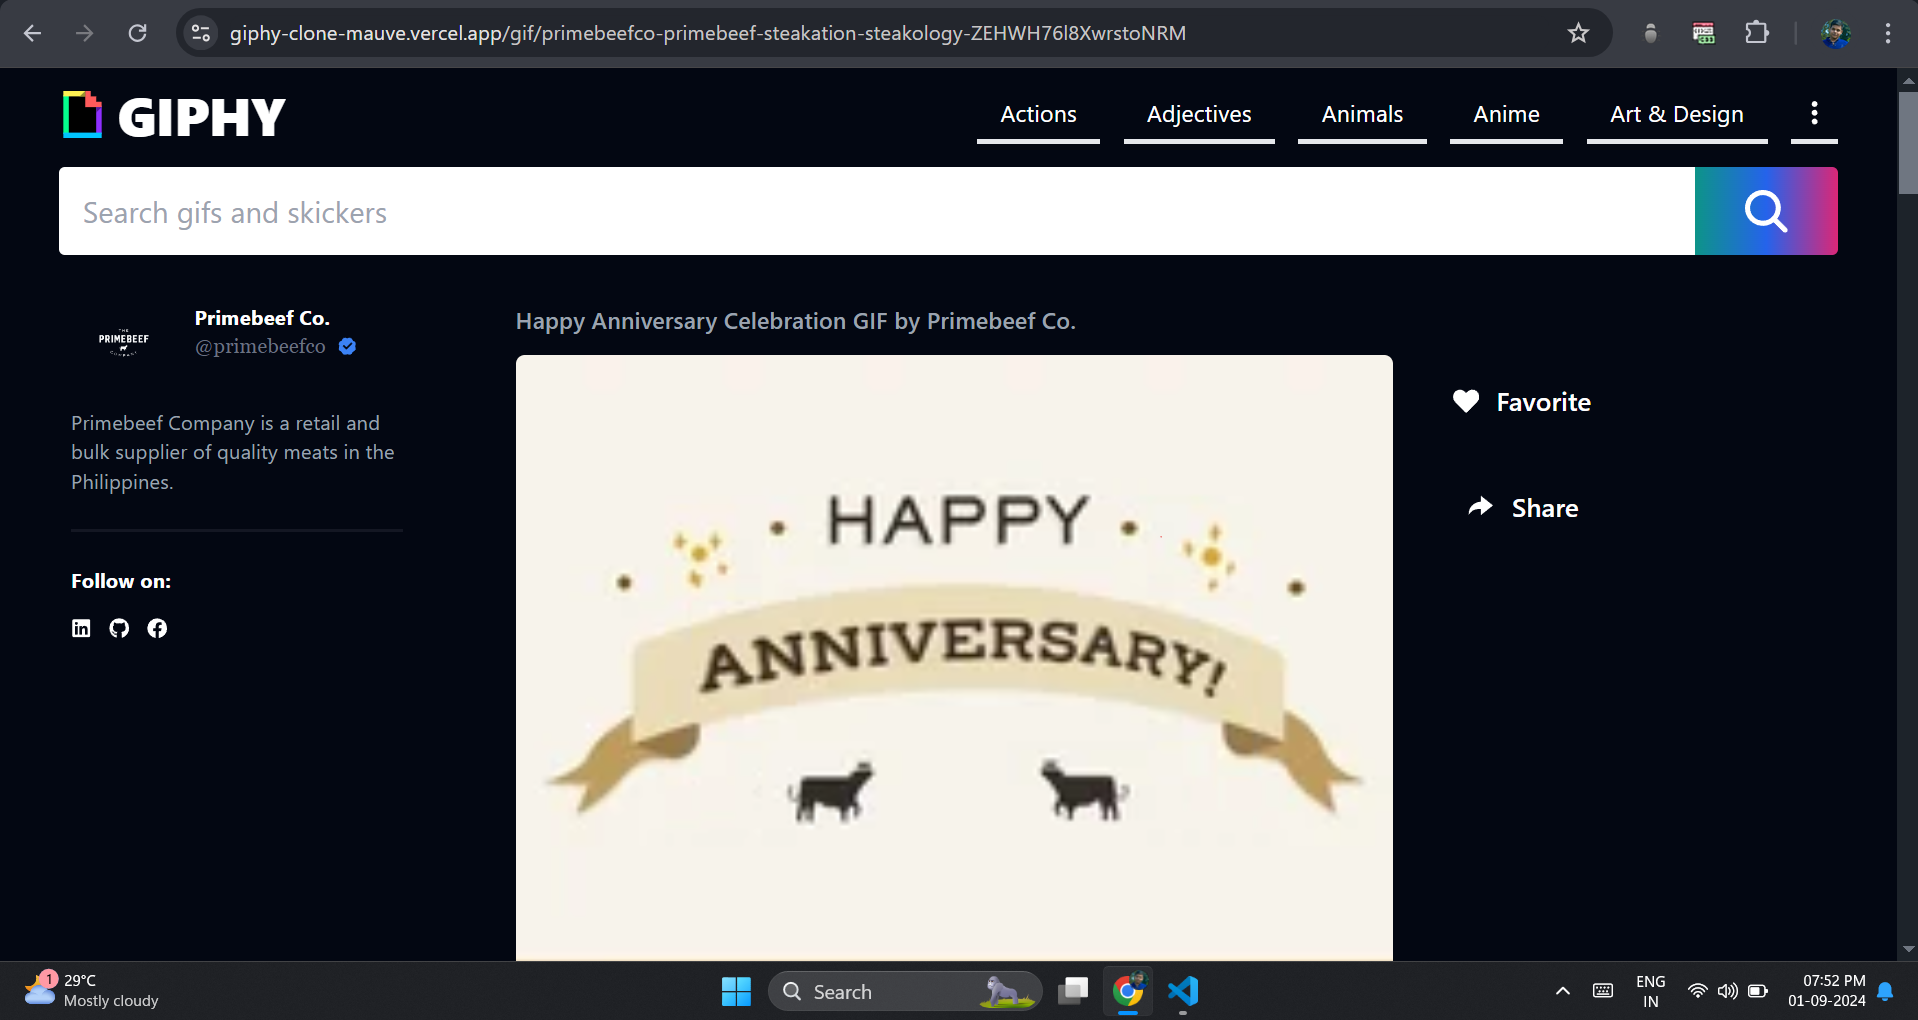 giphy-clone-mauve.vercel.app/gif/primebeefco-primebeef-steakation-steakology-ZEHWH76l8XwrstoNRM
GIPHY
Actions Adjectives Animals Anime Art & Design
Search gifs and skickers
THE
PRIMEBEEF
COMPANY
Primebeef Co.
@primebeefco
Primebeef Company is a retail and
bulk supplier of quality meats in the
Philippines.
Follow on:
Happy Anniversary Celebration GIF by Primebeef Co.
HAPPY
ANNIVERSARY!
Favorite
Share
1
29°C
Mostly cloudy
Search
ENG
IN
07:52 PM
01-09-2024